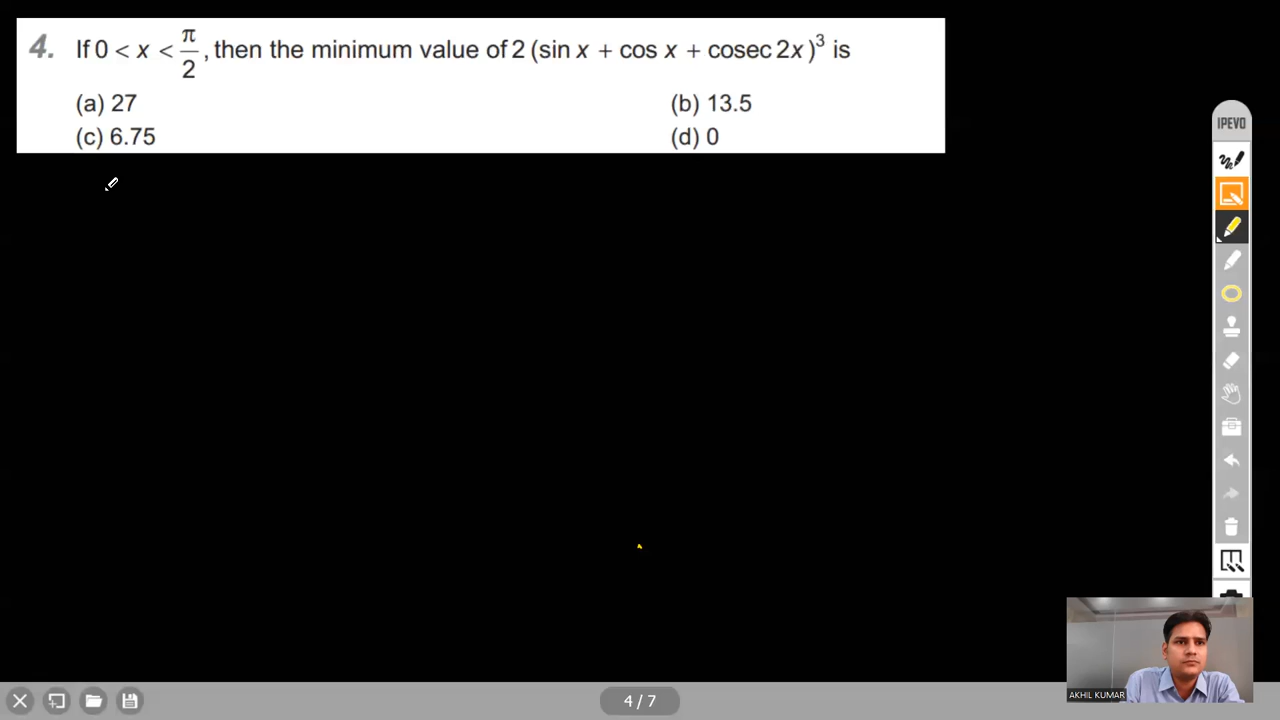 4. If 0 < x < π/2, then the minimum value of 2 (sin x + cos x + cosec 2x)³ is
(a) 27 (b) 13.5
(c) 6.75 (d) 0
IPEVO
AKHIL KUMAR
4 / 7